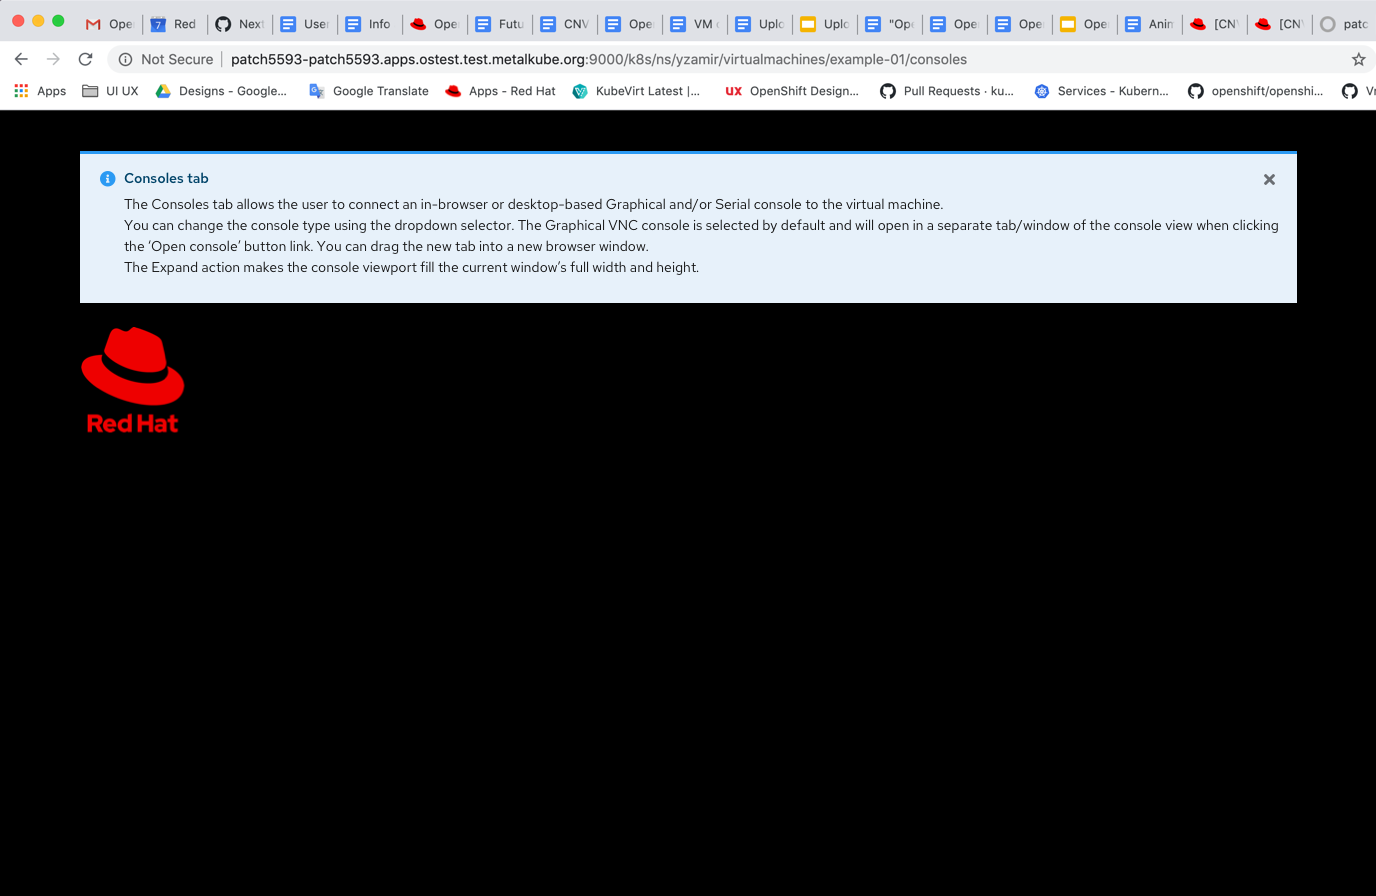 Ope
7
Red
Next
User
Info
Ope
Futu
CNV
Ope
VM
Uplo
Uplo
"Op
Ope
Ope
Ope
Anin
[CN
[CN
patc
Not Secure
patch5593-patch5593.apps.ostest.test.metalkube.org:9000/k8s/ns/yzamir/virtualmachines/example-01/consoles
Apps
UI UX
Designs - Google...
Google Translate
Apps - Red Hat
KubeVirt Latest |...
UX
OpenShift Design...
Pull Requests · ku...
Services - Kubern...
openshift/openshi...
Consoles tab
The Consoles tab allows the user to connect an in-browser or desktop-based Graphical and/or Serial console to the virtual machine.
You can change the console type using the dropdown selector. The Graphical VNC console is selected by default and will open in a separate tab/window of the console view when clicking
the ‘Open console’ button link. You can drag the new tab into a new browser window.
The Expand action makes the console viewport fill the current window’s full width and height.
Red Hat